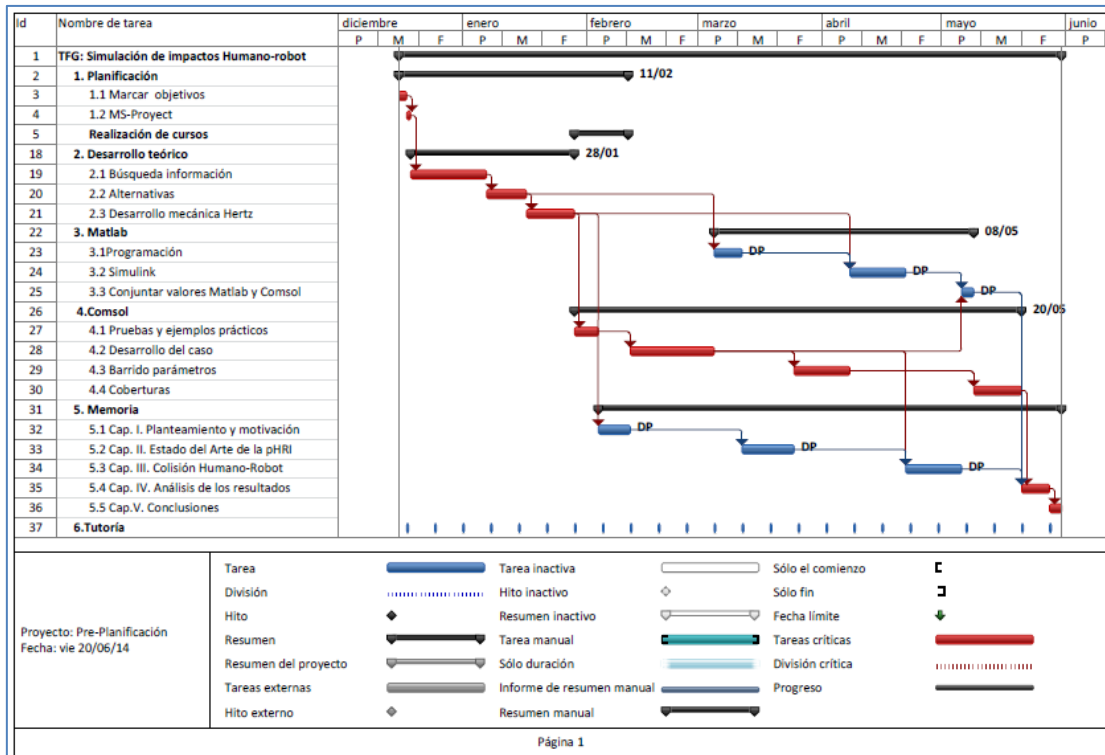 Id Nombre de tarea diciembre enero febrero marzo abril mayo junio
P M F P M F P M F P M F P M F P M F P
1 TFG: Simulación de impactos Humano-robot
2 1. Planificación 11/02
3 1.1 Marcar objetivos
4 1.2 MS-Proyect
5 Realización de cursos
18 2. Desarrollo teórico 28/01
19 2.1 Búsqueda información
20 2.2 Alternativas
21 2.3 Desarrollo mecánica Hertz
22 3. Matlab 08/05
23 3.1Programación DP
24 3.2 Simulink DP
25 3.3 Conjuntar valores Matlab y Comsol DP
26 4.Comsol 20/05
27 4.1 Pruebas y ejemplos prácticos
28 4.2 Desarrollo del caso
29 4.3 Barrido parámetros
30 4.4 Coberturas
31 5. Memoria
32 5.1 Cap. I. Planteamiento y motivación DP
33 5.2 Cap. II. Estado del Arte de la pHRI DP
34 5.3 Cap. III. Colisión Humano-Robot DP
35 5.4 Cap. IV. Análisis de los resultados
36 5.5 Cap.V. Conclusiones
37 6.Tutoría
Proyecto: Pre-Planificación
Fecha: vie 20/06/14
Tarea Tarea inactiva Sólo el comienzo
División Hito inactivo Sólo fin
Hito Resumen inactivo Fecha límite
Resumen Tarea manual Tareas críticas
Resumen del proyecto Sólo duración División crítica
Tareas externas Informe de resumen manual Progreso
Hito externo Resumen manual
Página 1